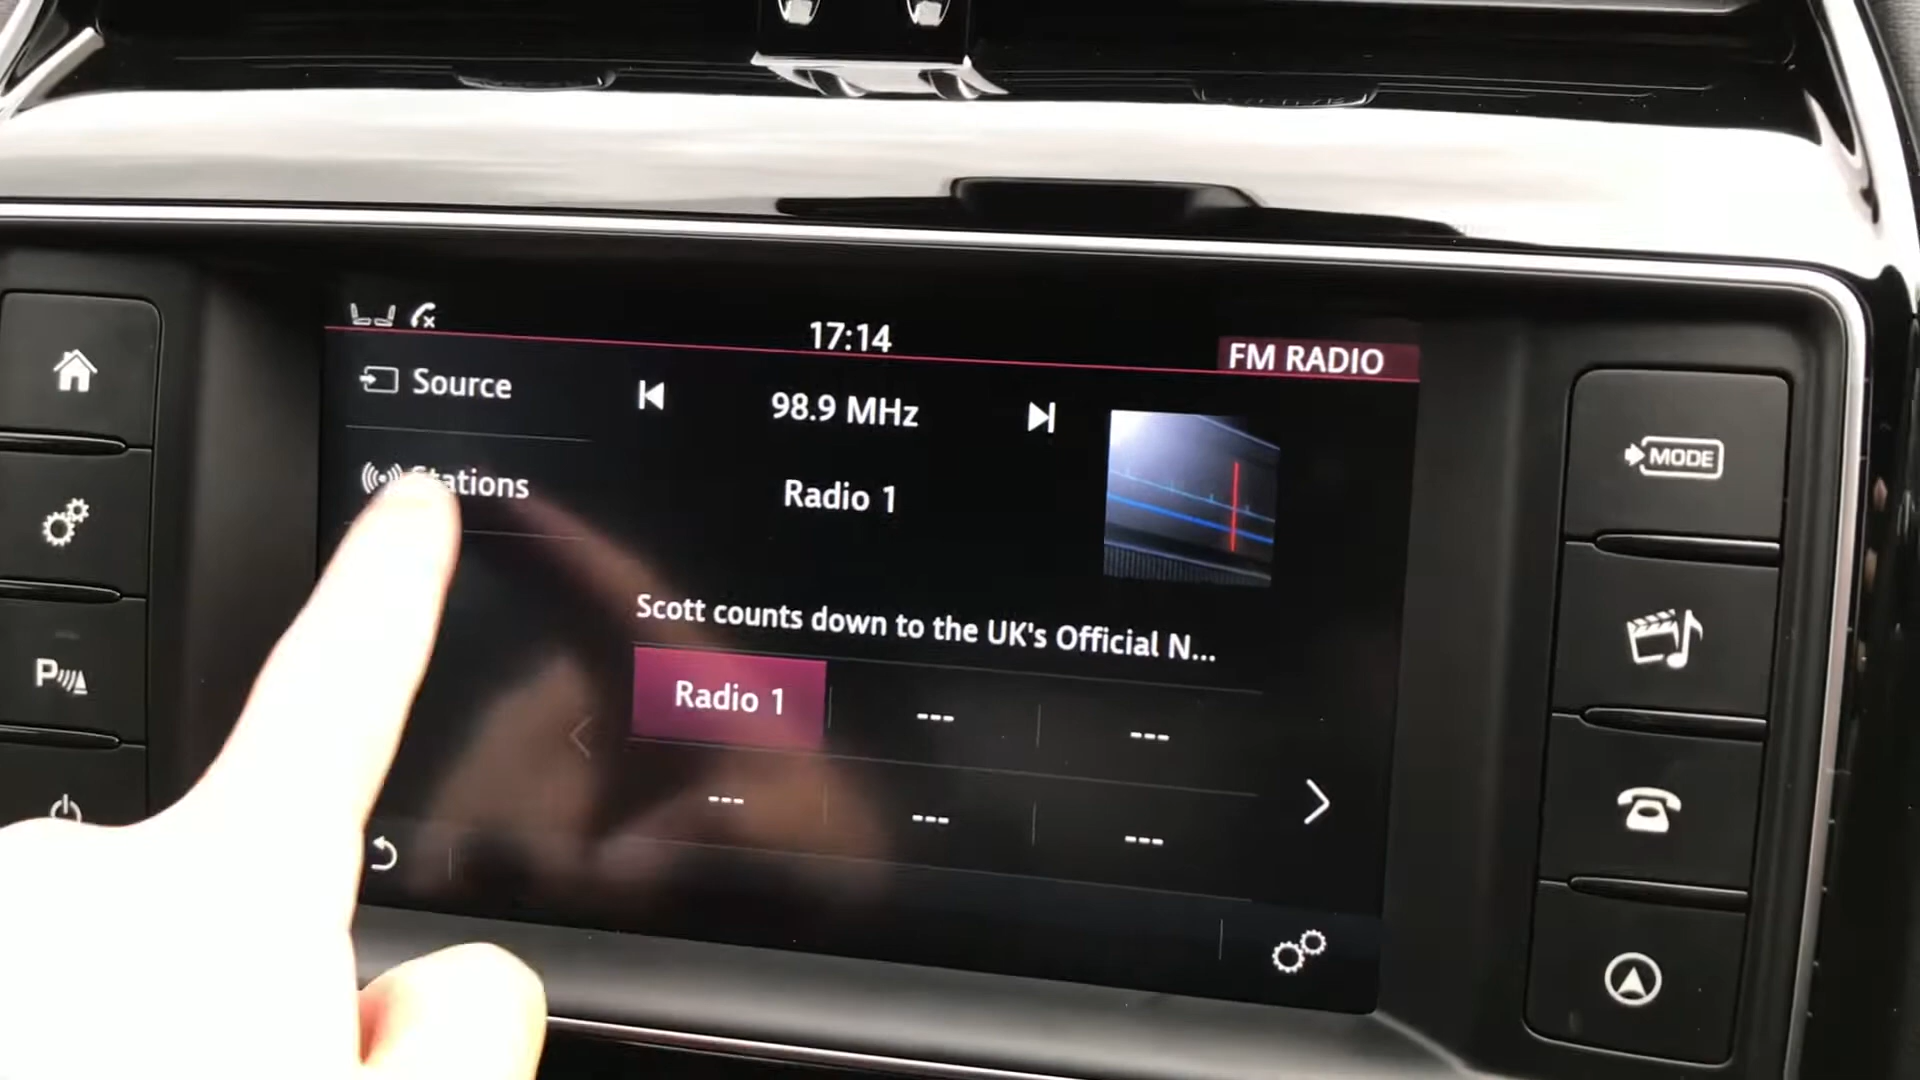 17:14
FM RADIO
Source
98.9 MHz
Stations
Radio 1
Scott counts down to the UK's Official N...
Radio 1
---
---
---
---
---
MODE
P